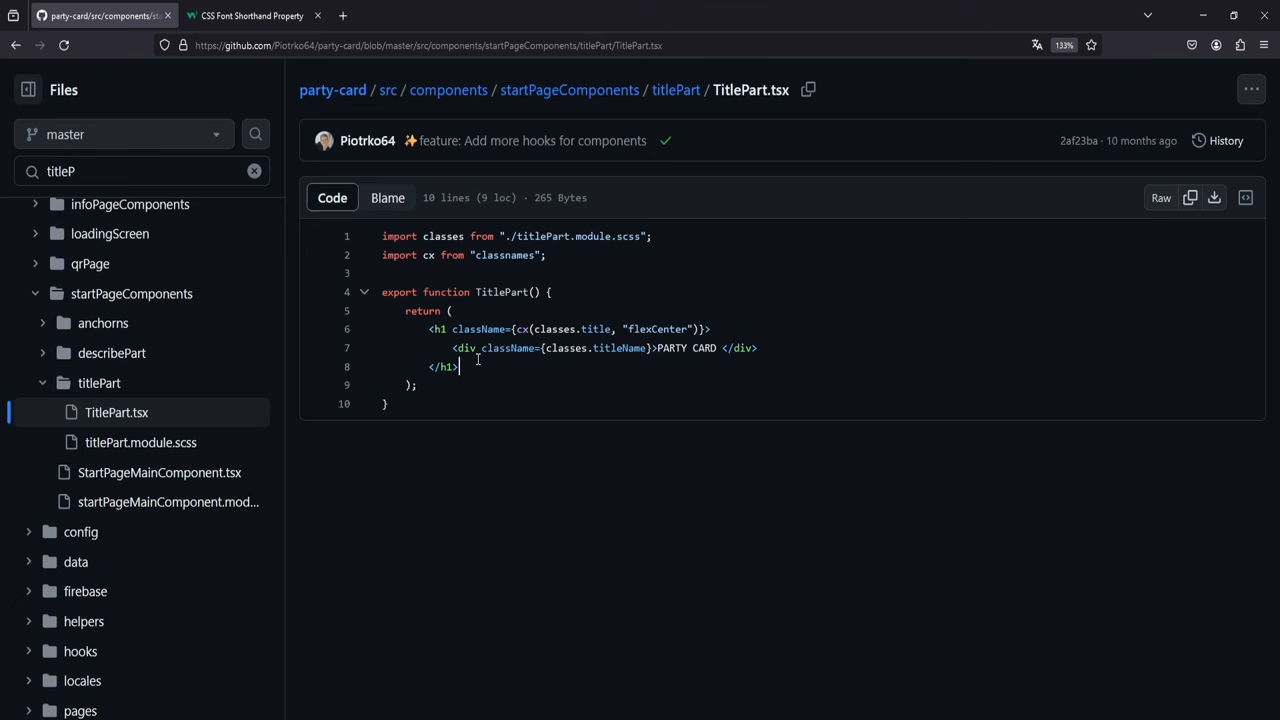 party-card/src/components/sta
CSS Font Shorthand Property
https://github.com/Piotrko64/party-card/blob/master/src/components/startPageComponents/titlePart/TitlePart.tsx
133%
Files
master
titleP
infoPageComponents
loadingScreen
qrPage
startPageComponents
anchorns
describePart
titlePart
TitlePart.tsx
titlePart.module.scss
StartPageMainComponent.tsx
startPageMainComponent.mod...
config
data
firebase
helpers
hooks
locales
pages
party-card / src / components / startPageComponents / titlePart / TitlePart.tsx
Piotrko64 ✨feature: Add more hooks for components
2af23ba · 10 months ago
History
Code Blame 10 lines (9 loc) · 265 Bytes
Raw
1 import classes from "./titlePart.module.scss";
2 import cx from "classnames";
3
4 export function TitlePart() {
5 return (
6 <h1 className={cx(classes.title, "flexCenter")}>
7 <div className={classes.titleName}>PARTY CARD </div>
8 </h1>
9 );
10 }